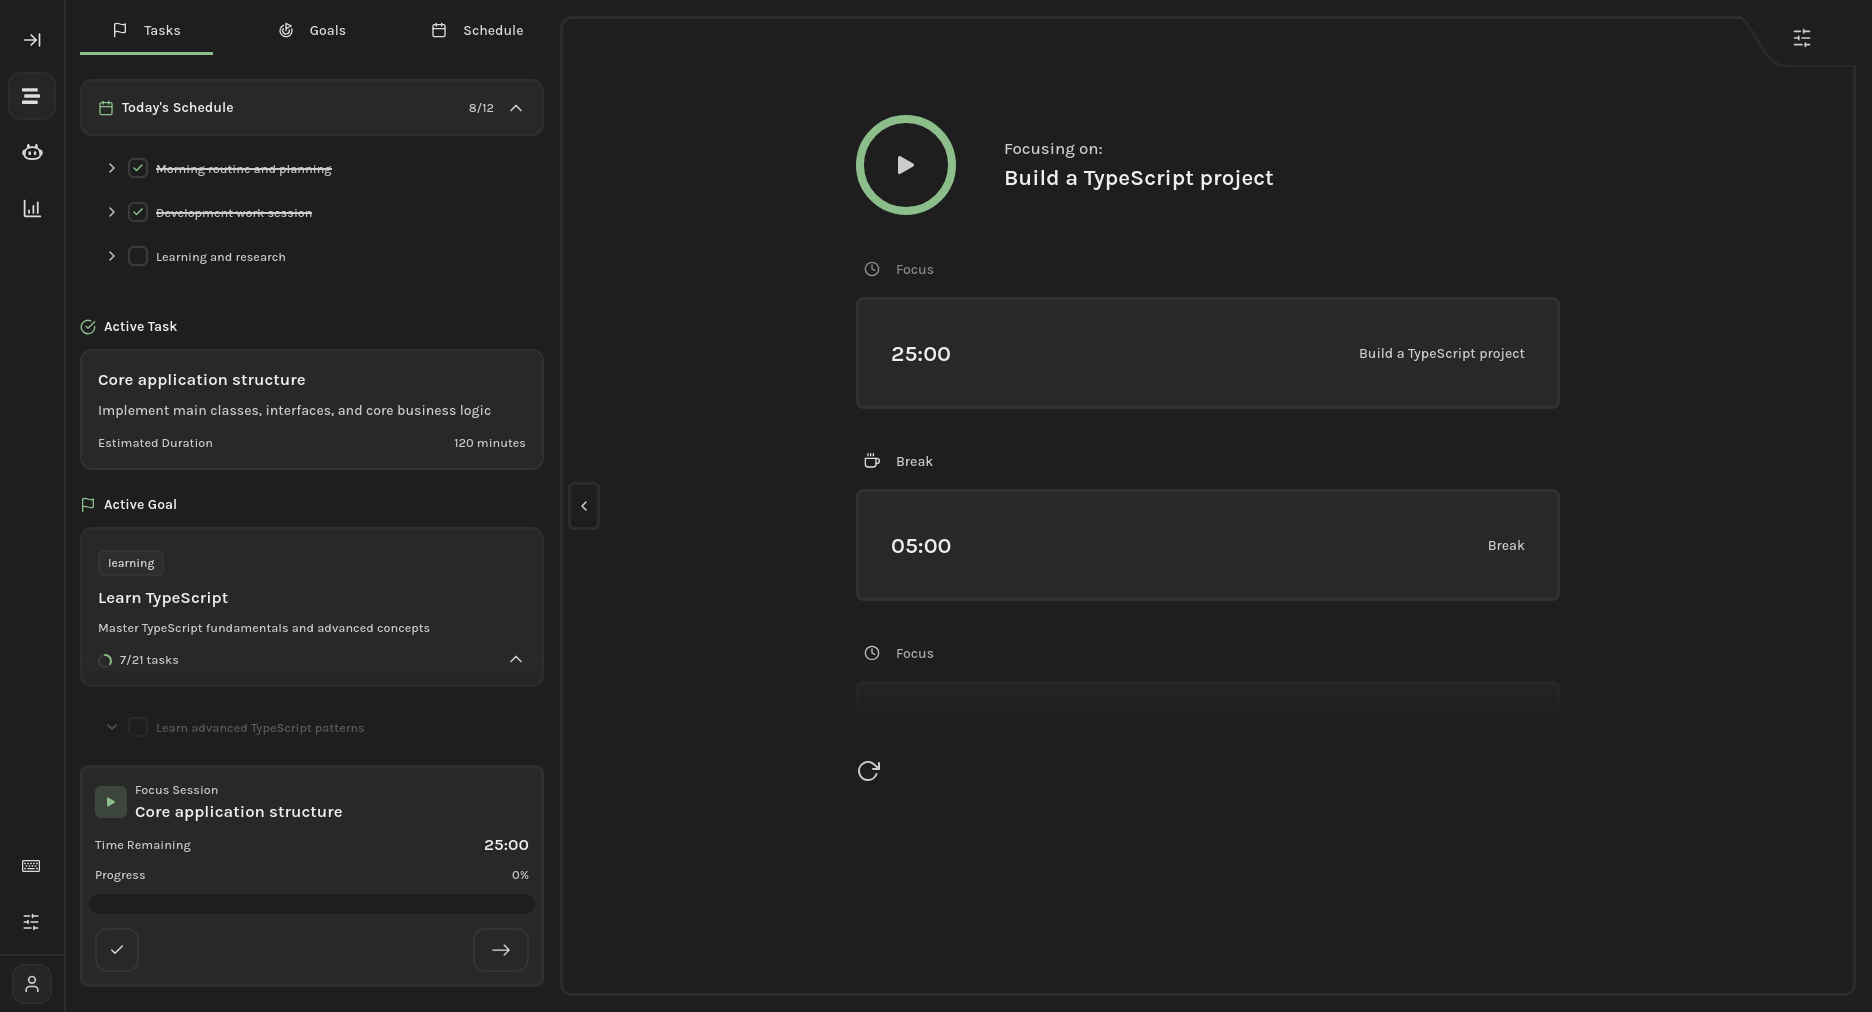 Tasks
Goals
Schedule
Today's Schedule
8/12
Morning routine and planning
Development work session
Learning and research
Active Task
Core application structure
Implement main classes, interfaces, and core business logic
Estimated Duration
120 minutes
Active Goal
learning
Learn TypeScript
Master TypeScript fundamentals and advanced concepts
7/21 tasks
Learn advanced TypeScript patterns
Focus Session
Core application structure
Time Remaining
25:00
Progress
0%
Focusing on:
Build a TypeScript project
Focus
25:00
Build a TypeScript project
Break
05:00
Break
Focus